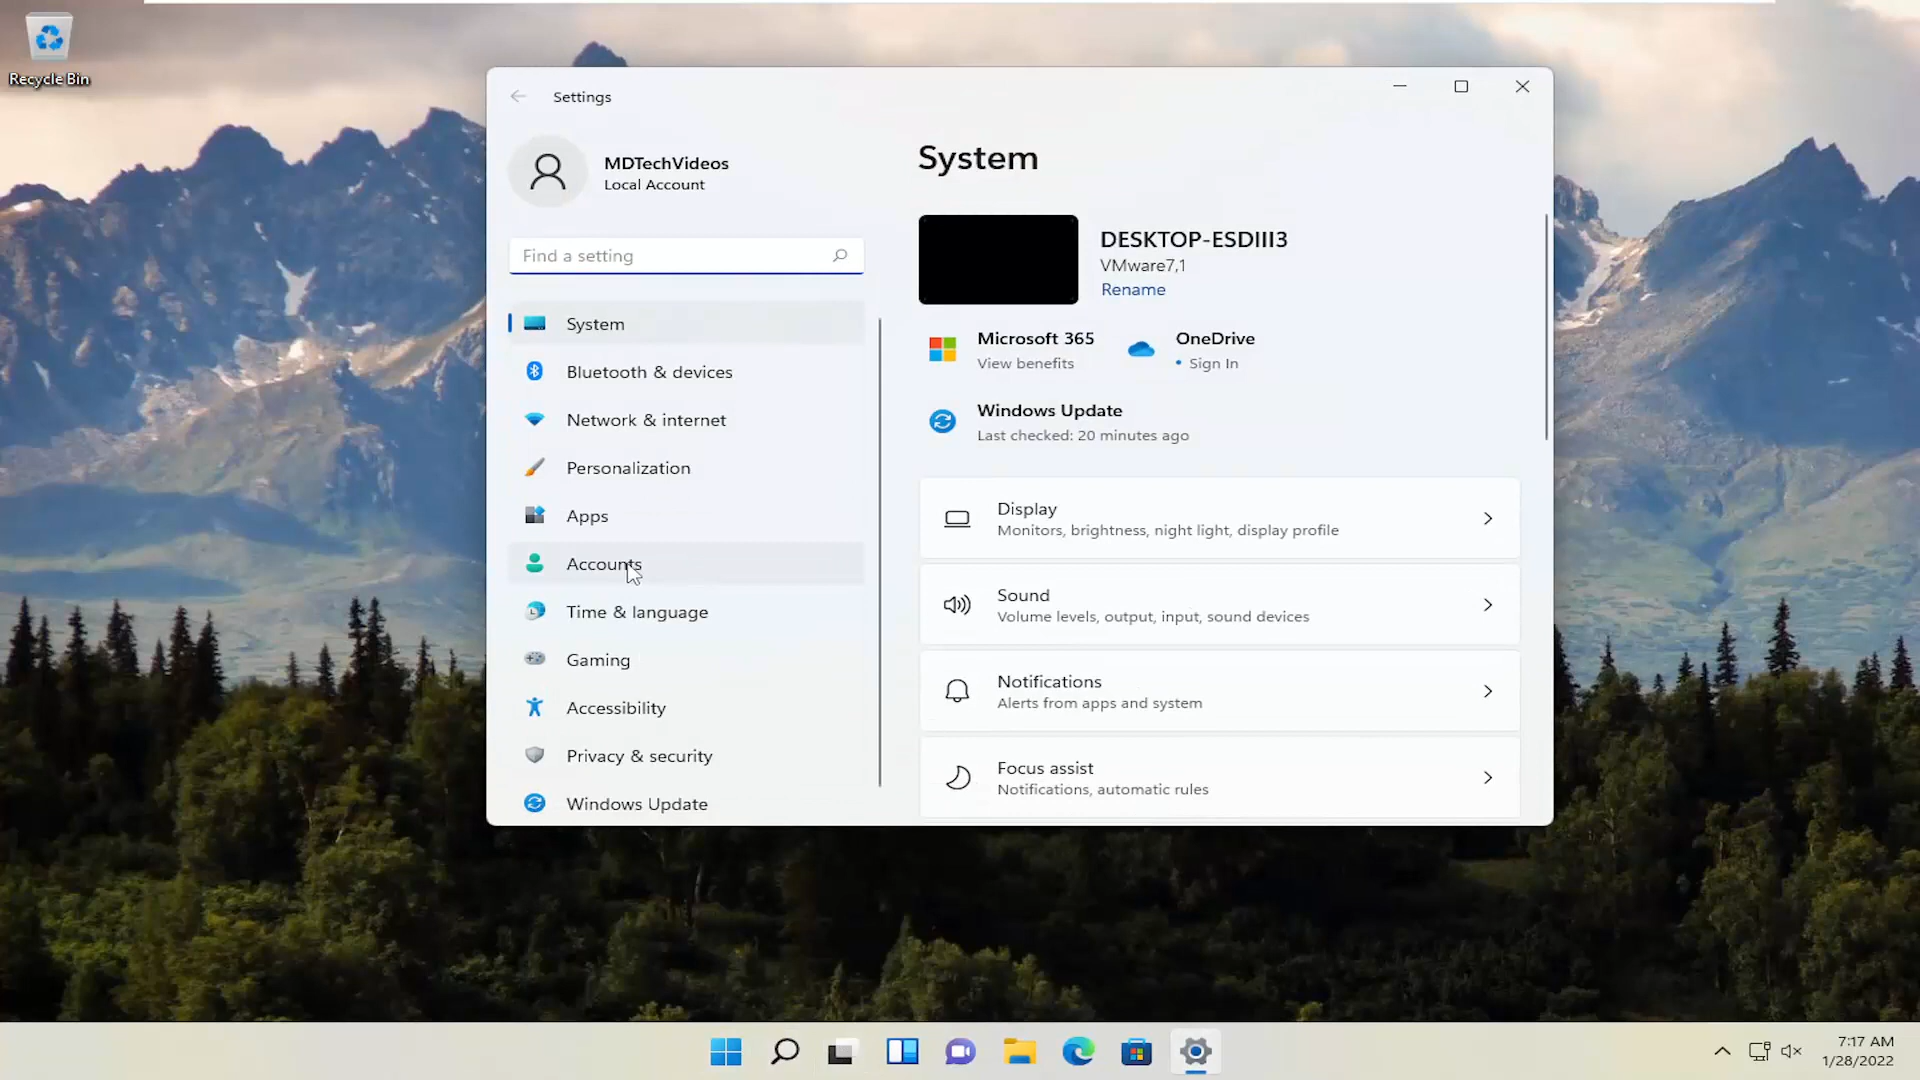 Recycle Bin
Settings
MDTechVideos
Local Account
Find a setting
System
Bluetooth & devices
Network & internet
Personalization
Apps
Accounts
Time & language
Gaming
Accessibility
Privacy & security
Windows Update
System
DESKTOP-ESDIII3
VMware7,1
Rename
Microsoft 365
View benefits
OneDrive
• Sign In
Windows Update
Last checked: 20 minutes ago
Display
Monitors, brightness, night light, display profile
Sound
Volume levels, output, input, sound devices
Notifications
Alerts from apps and system
Focus assist
Notifications, automatic rules
7:17 AM
1/28/2022